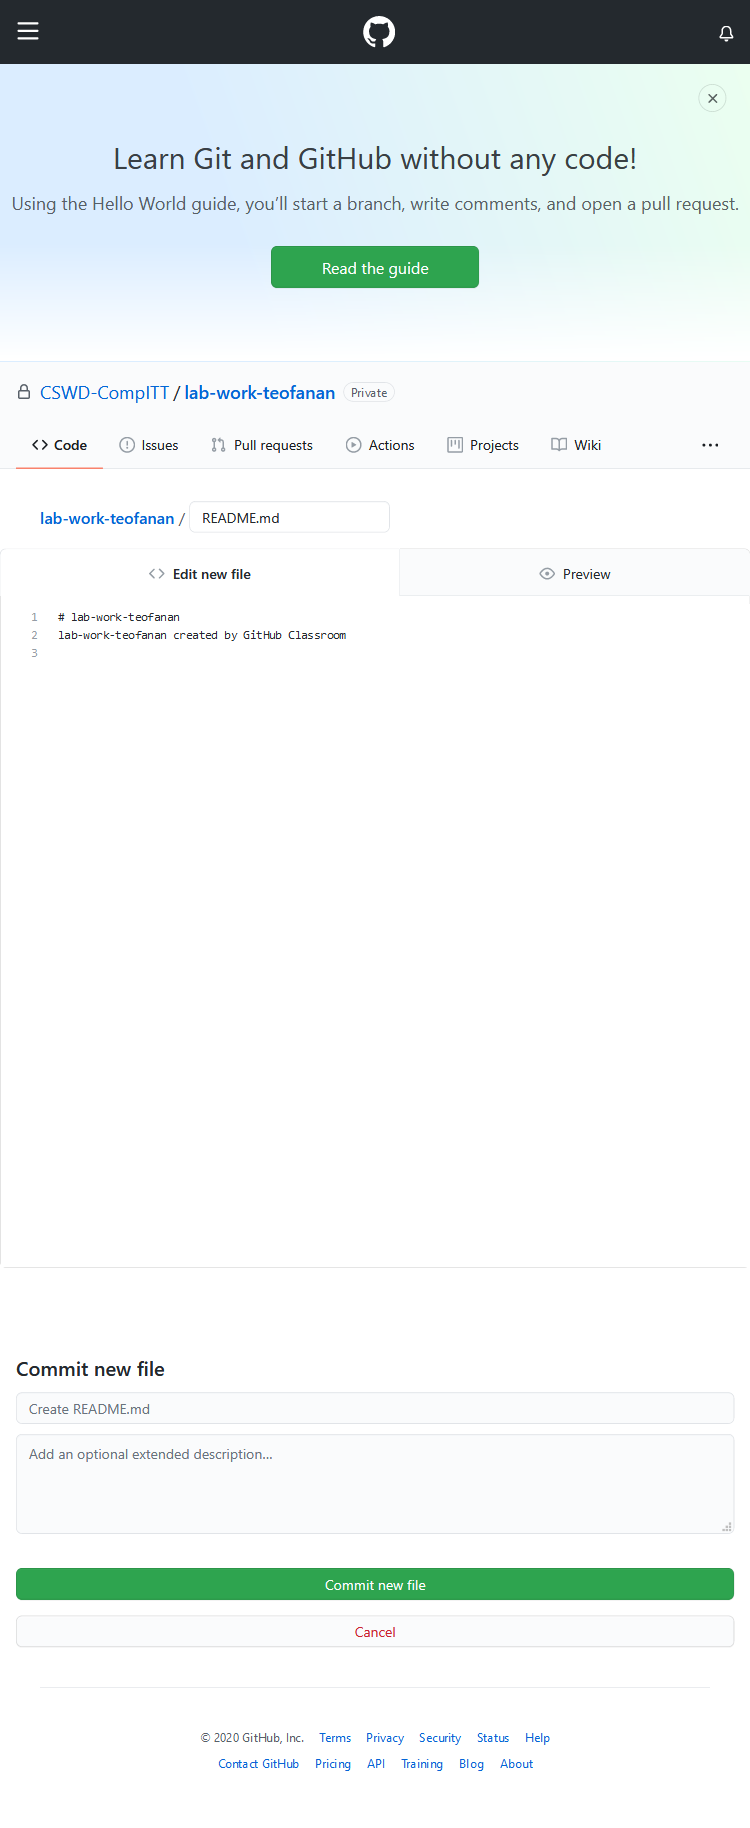 Learn Git and GitHub without any code!
Using the Hello World guide, you’ll start a branch, write comments, and open a pull request.
Read the guide
CSWD-CompITT / lab-work-teofanan Private
Code Issues Pull requests Actions Projects Wiki ...
lab-work-teofanan / README.md
Edit new file Preview
1 # lab-work-teofanan
2 lab-work-teofanan created by GitHub Classroom
3
Commit new file
Create README.md
Add an optional extended description...
Commit new file
Cancel
© 2020 GitHub, Inc. Terms Privacy Security Status Help
Contact GitHub Pricing API Training Blog About